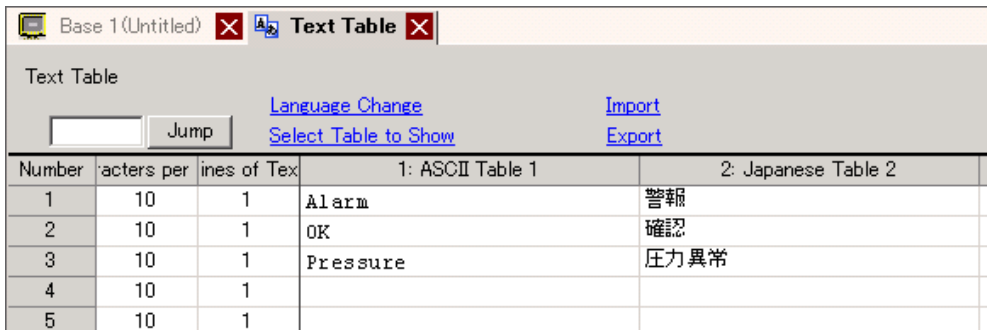 Base 1(Untitled) Text Table
Text Table
Language Change Import
Jump Select Table to Show Export
Number racters per ines of Tex 1: ASCII Table 1 2: Japanese Table 2
1 10 1 Alarm 警報
2 10 1 OK 確認
3 10 1 Pressure 圧力異常
4 10 1
5 10 1